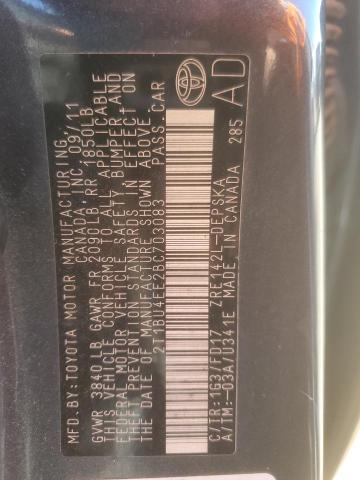 MFD. BY: TOYOTA MOTOR MANUFACTURING
CANADA, INC. 09/11
GVWR 3840LB GAWR FR 2090LB RR 1850LB
THIS VEHICLE CONFORMS TO ALL APPLICABLE
FEDERAL MOTOR VEHICLE SAFETY, BUMPER, AND
THEFT PREVENTION STANDARDS IN EFFECT ON
THE DATE OF MANUFACTURE SHOWN ABOVE.
2T1BU4EE2BC703083 PASS.CAR
C/TR:1G3/FD17 ZRE142L-DEPSKA
A/TM:-03A/U341E MADE IN CANADA 285
AD